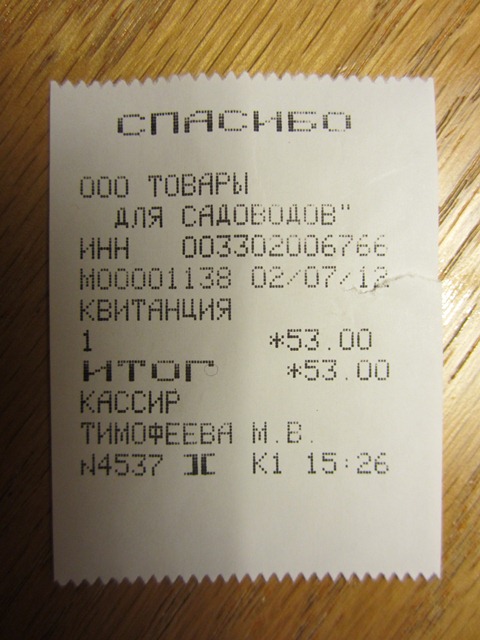 СПАСИБО
ООО ТОВАРЫ
ДЛЯ САДОВОДОВ"
ИНН 003302006766
М00001138 02/07/12
КВИТАНЦИЯ
1 *53.00
ИТОГ *53.00
КАССИР
ТИМОФЕЕВА М.В.
№4537 ][ К1 15:26